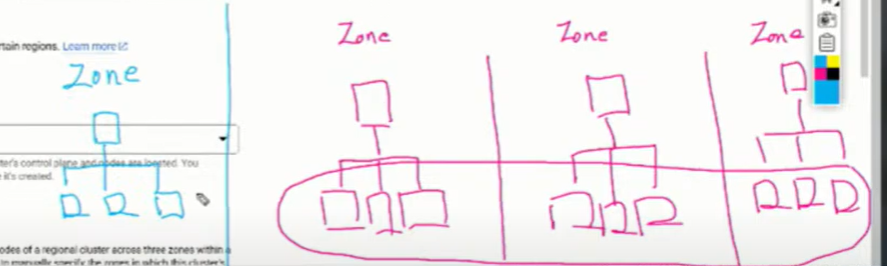 Zone
Zone
Zone
rtain regions. Learn more
Zone
ter's control plane and nodes are located. You
it's created.
odes of a regional cluster across three zones within a
to manually specify the zones in which this cluster's